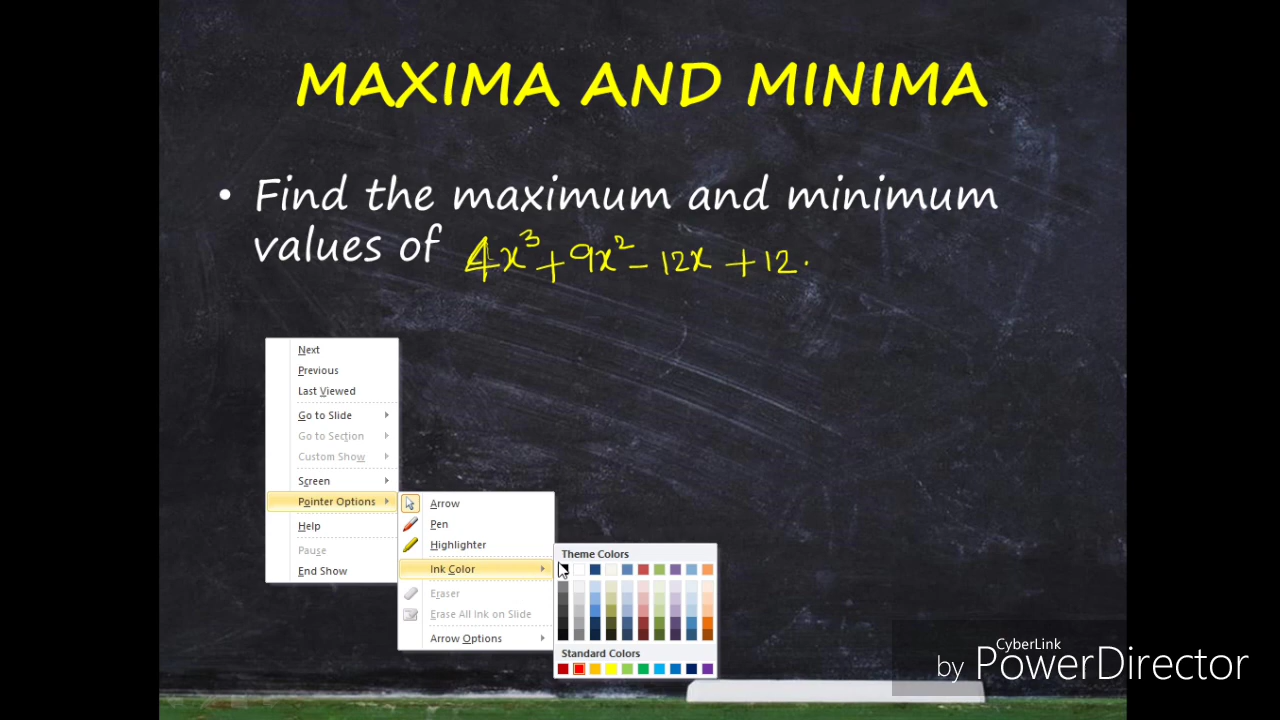 MAXIMA AND MINIMA
• Find the maximum and minimum
values of 4x³ + 9x² - 12x + 12.
Next
Previous
Last Viewed
Go to Slide
Go to Section
Custom Show
Screen
Pointer Options
Help
Pause
End Show
Arrow
Pen
Highlighter
Ink Color
Eraser
Erase All Ink on Slide
Arrow Options
Theme Colors
Standard Colors
CyberLink
by PowerDirector